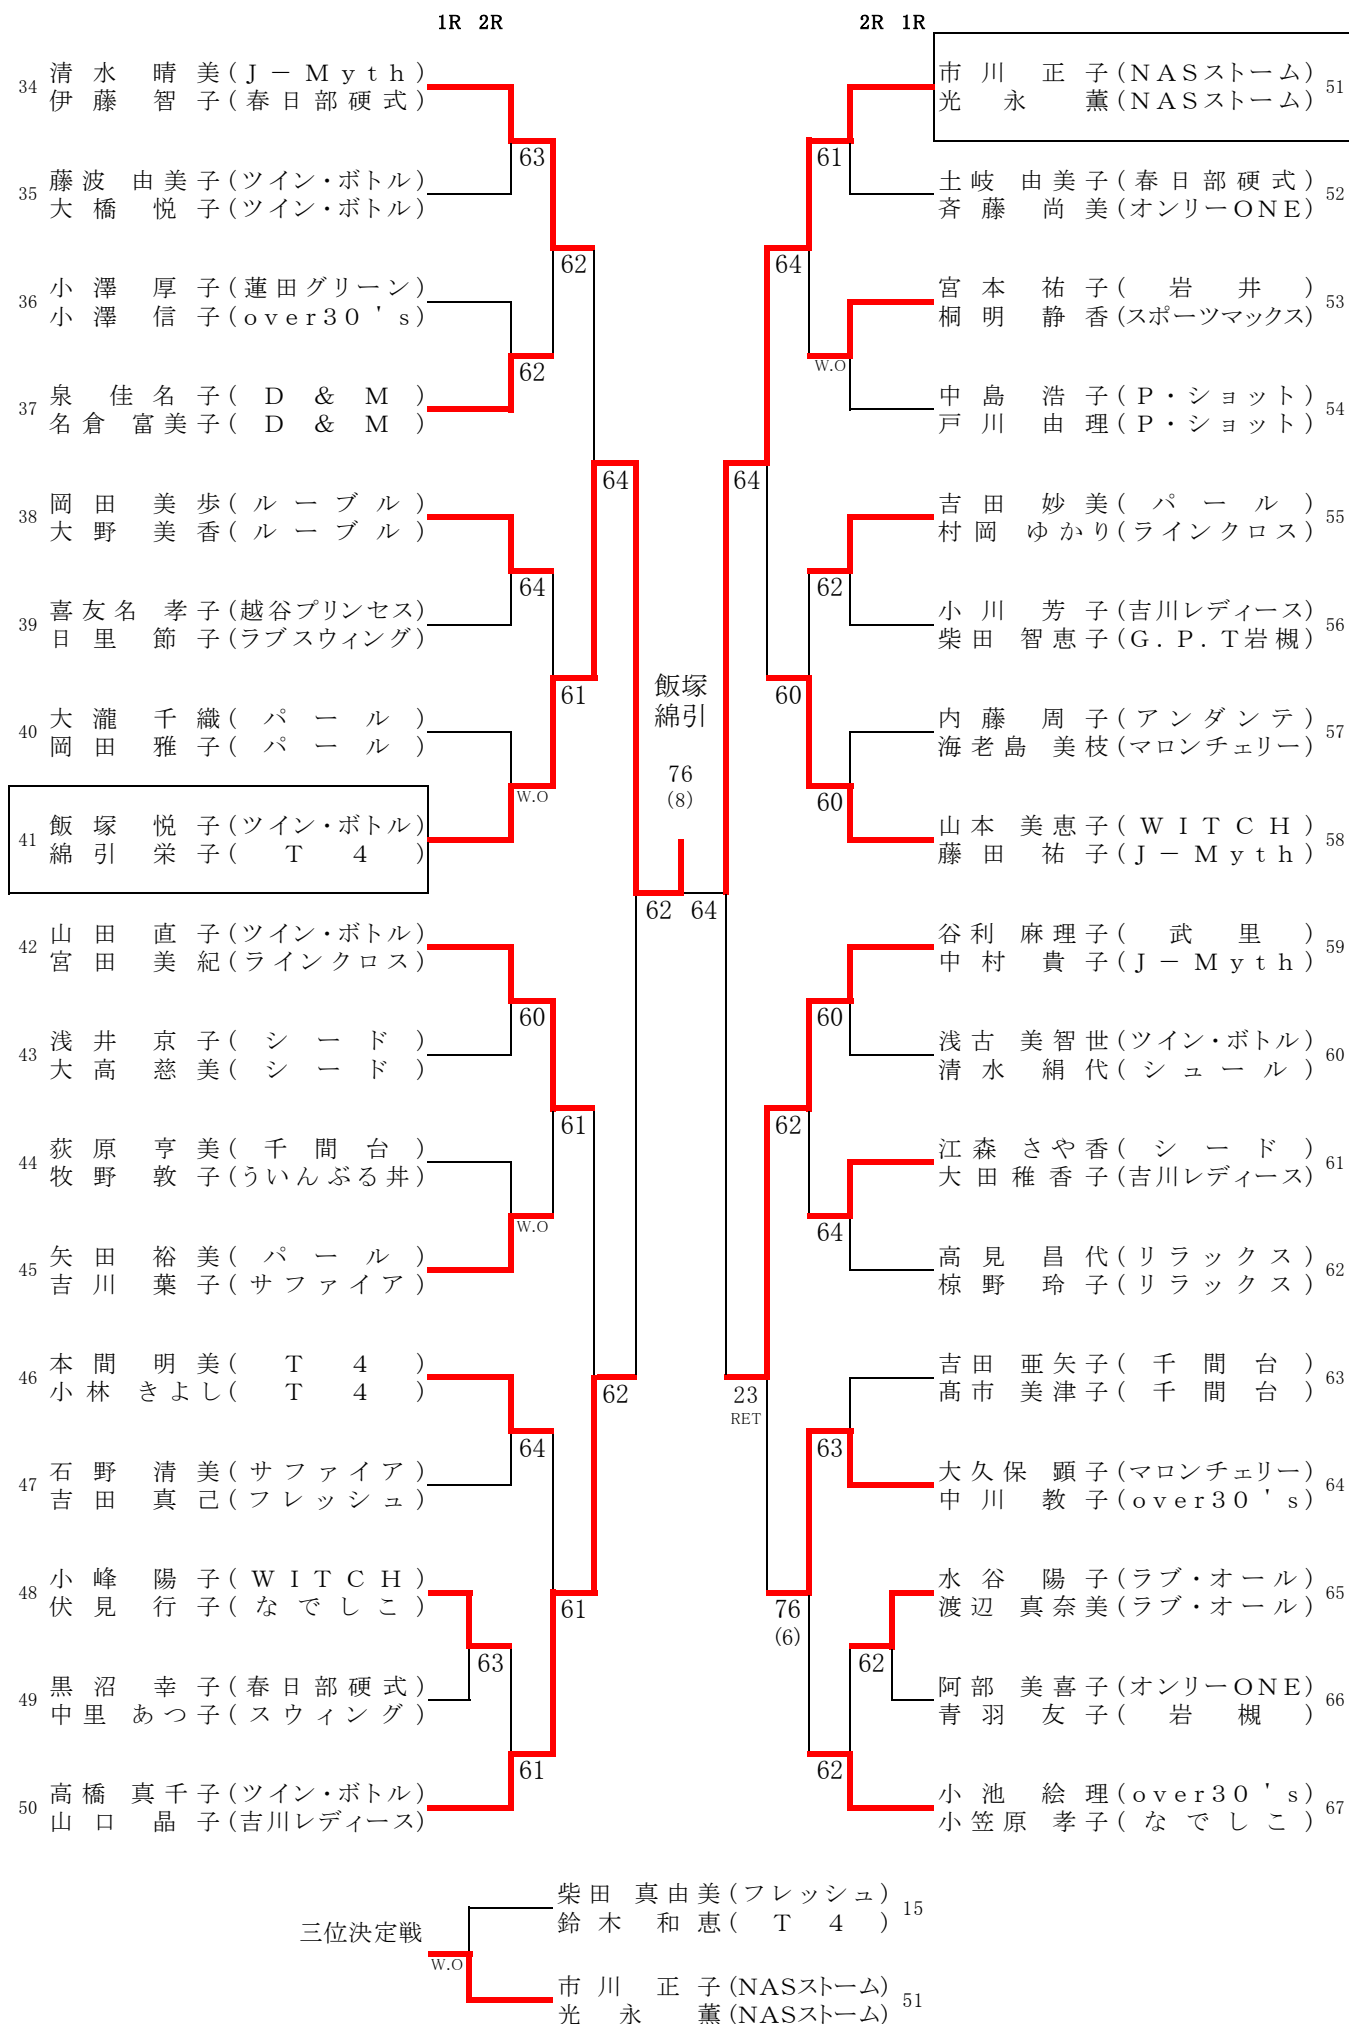 1R 2R
34 清水 晴美(J－Myth)
伊藤 智子(春日部硬式)
63
35 藤波 由美子(ツイン・ボトル)
大橋 悦子(ツイン・ボトル)
62
36 小澤 厚子(蓮田グリーン)
小澤 信子(over30's)
62
37 泉 佳名子(D&M)
名倉 富美子(D&M)
64
38 岡田 美歩(ルーブル)
大野 美香(ルーブル)
64
39 喜友名 孝子(越谷プリンセス)
日里 節子(ラブスウィング)
61
40 大瀧 千織(パール)
岡田 雅子(パール)
W.O
41 飯塚 悦子(ツイン・ボトル)
綿引 栄子(T4)
62
42 山田 直子(ツイン・ボトル)
宮田 美紀(ラインクロス)
60
43 浅井 京子(シード)
大高 慈美(シード)
61
44 荻原 亨美(千間台)
牧野 敦子(ういんぶる丼)
W.O
45 矢田 裕美(パール)
吉川 葉子(サファイア)
62
46 本間 明美(T4)
小林 きよし(T4)
64
47 石野 清美(サファイア)
吉田 真己(フレッシュ)
61
48 小峰 陽子(WITCH)
伏見 行子(なでしこ)
63
49 黒沼 幸子(春日部硬式)
中里 あつ子(スウィング)
61
50 高橋 真千子(ツイン・ボトル)
山口 晶子(吉川レディース)
飯塚
綿引
76
(8)
2R 1R
市川 正子(NASストーム) 51
光永 薫(NASストーム)
61
土岐 由美子(春日部硬式) 52
斉藤 尚美(オンリーONE)
64
宮本 祐子(岩井) 53
桐明 静香(スポーツマックス)
W.O
中島 浩子(P・ショット) 54
戸川 由理(P・ショット)
64
吉田 妙美(パール) 55
村岡 ゆかり(ラインクロス)
62
小川 芳子(吉川レディース) 56
柴田 智恵子(G.P.T岩槻)
60
内藤 周子(アンダンテ) 57
海老島 美枝(マロンチェリー)
60
山本 美恵子(WITCH) 58
藤田 祐子(J－Myth)
64
谷利 麻理子(武里) 59
中村 貴子(J－Myth)
60
浅古 美智世(ツイン・ボトル) 60
清水 絹代(シュール)
62
江森 さや香(シード) 61
大田 稚香子(吉川レディース)
64
高見 昌代(リラックス) 62
椋野 玲子(リラックス)
23
RET
吉田 亜矢子(千間台) 63
髙市 美津子(千間台)
63
大久保 顕子(マロンチェリー) 64
中川 教子(over30's)
76
(6)
水谷 陽子(ラブ・オール) 65
渡辺 真奈美(ラブ・オール)
62
阿部 美喜子(オンリーONE) 66
青羽 友子(岩槻)
62
小池 絵理(over30's) 67
小笠原 孝子(なでしこ)
三位決定戦
柴田 真由美(フレッシュ) 15
鈴木 和恵(T4)
W.O
市川 正子(NASストーム) 51
光永 薫(NASストーム)